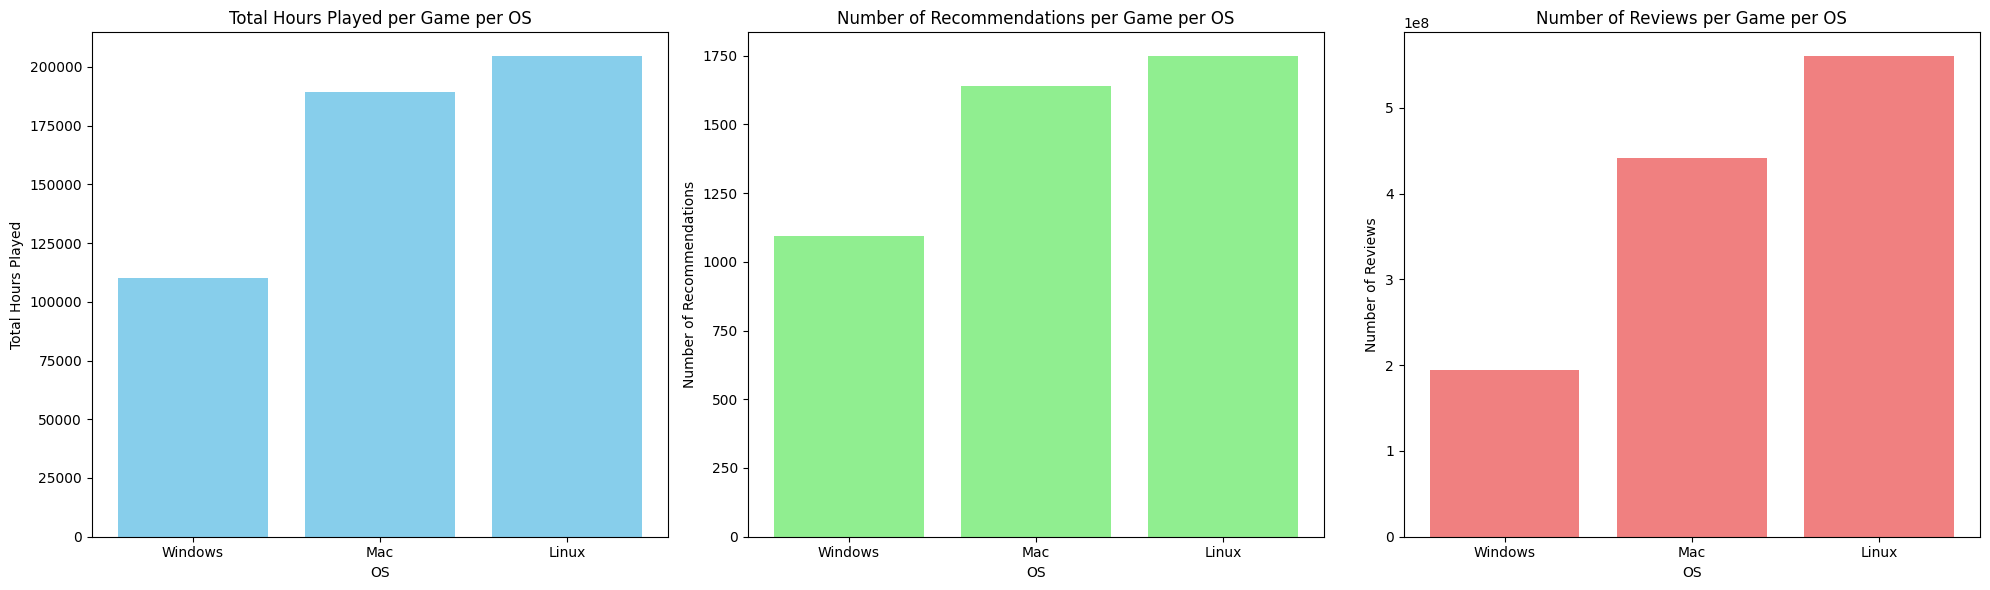 Total Hours Played per Game per OS
Total Hours Played
200000
175000
150000
125000
100000
75000
50000
25000
0
Windows Mac Linux
OS
Number of Recommendations per Game per OS
Number of Recommendations
1750
1500
1250
1000
750
500
250
0
Windows Mac Linux
OS
Number of Reviews per Game per OS
1e8
Number of Reviews
5
4
3
2
1
0
Windows Mac Linux
OS